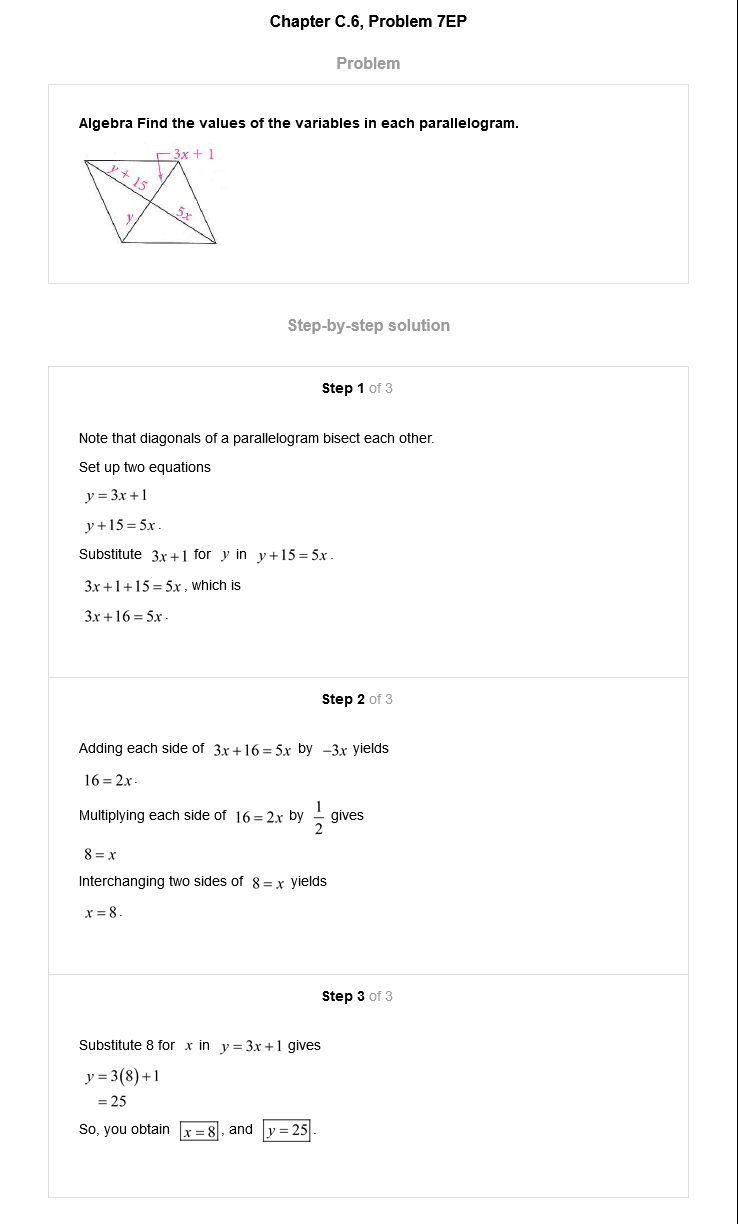 Chapter C.6, Problem 7EP
Problem
Algebra Find the values of the variables in each parallelogram.
3x + 1
y + 15
y
5x
Step-by-step solution
Step 1 of 3
Note that diagonals of a parallelogram bisect each other.
Set up two equations
y = 3x + 1
y + 15 = 5x.
Substitute 3x + 1 for y in y + 15 = 5x.
3x + 1 + 15 = 5x, which is
3x + 16 = 5x.
Step 2 of 3
Adding each side of 3x + 16 = 5x by −3x yields
16 = 2x.
Multiplying each side of 16 = 2x by 1/2 gives
8 = x
Interchanging two sides of 8 = x yields
x = 8.
Step 3 of 3
Substitute 8 for x in y = 3x + 1 gives
y = 3(8) + 1
= 25
So, you obtain x = 8, and y = 25.